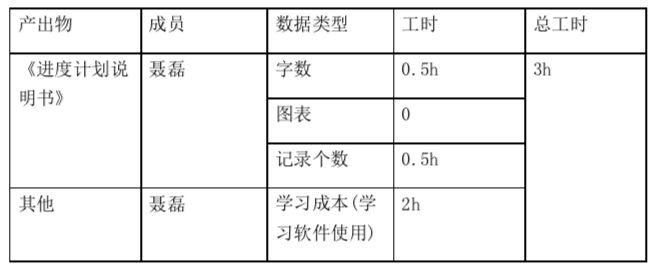 产出物 成员 数据类型 工时 总工时
《进度计划说 聂磊 字数 0.5h 3h
明书》
图表 0
记录个数 0.5h
其他 聂磊 学习成本(学 2h
习软件使用)